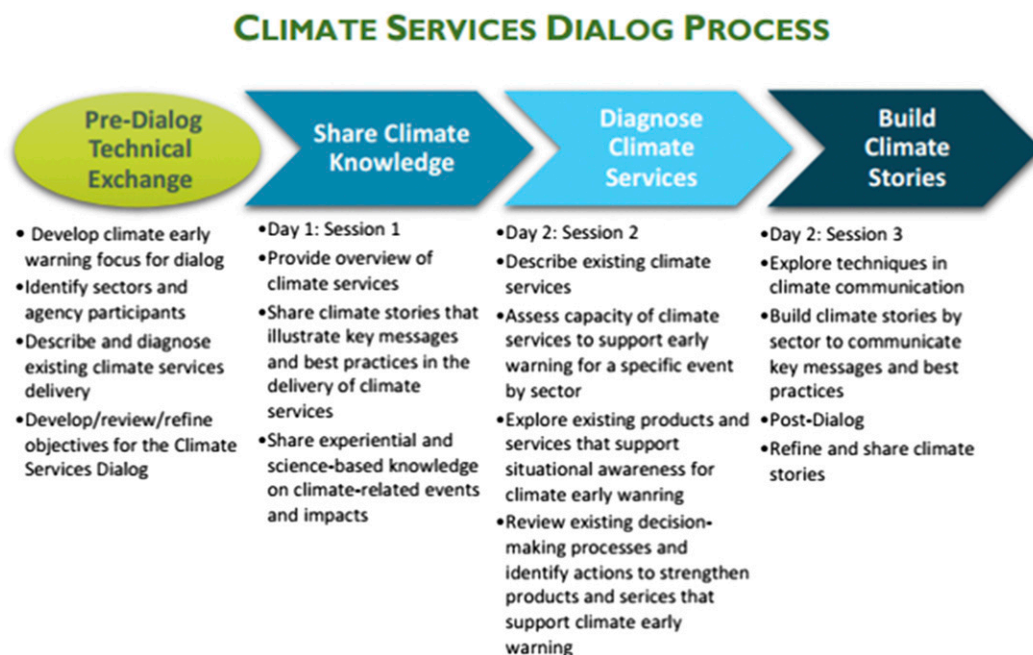 CLIMATE SERVICES DIALOG PROCESS
Pre-Dialog
Technical
Exchange
• Develop climate early
warning focus for dialog
•Identify sectors and
agency participants
•Describe and diagnose
existing climate services
delivery
•Develop/review/refine
objectives for the Climate
Services Dialog
Share Climate
Knowledge
•Day 1: Session 1
•Provide overview of
climate services
•Share climate stories that
illustrate key messages
and best practices in the
delivery of climate
services
•Share experiential and
science-based knowledge
on climate-related events
and impacts
Diagnose
Climate
Services
•Day 2: Session 2
•Describe existing climate
services
•Assess capacity of climate
services to support early
warning for a specific event
by sector
•Explore existing products and
services that support
situational awareness for
climate early wanring
•Review existing decision-
making processes and
identify actions to strengthen
products and serices that
support climate early
warning
Build
Climate
Stories
•Day 2: Session 3
•Explore techniques in
climate communication
•Build climate stories by
sector to communicate
key messages and best
practices
•Post-Dialog
•Refine and share climate
stories